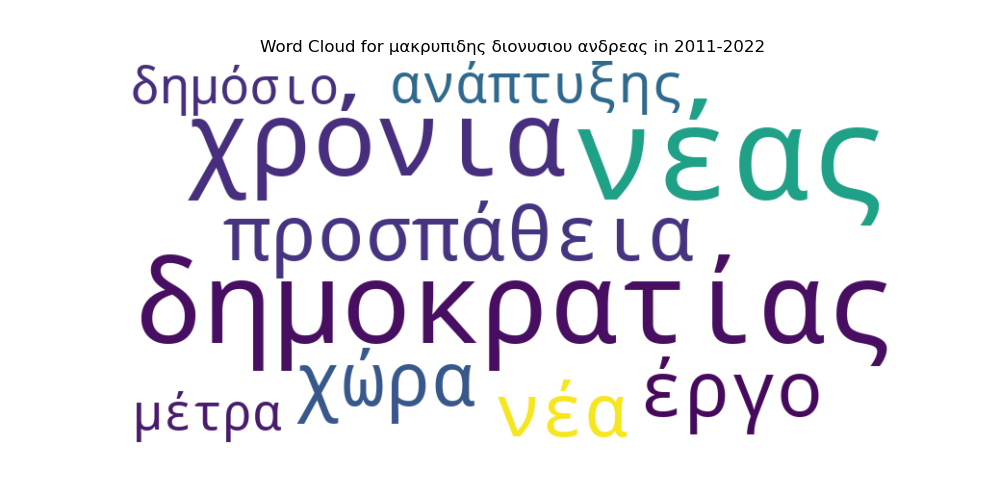 Word Cloud for μακρυπιδης διονυσιου ανδρεας in 2011-2022
δημόσιο ανάπτυξης
χρόνια νέας
προσπάθεια
δημοκρατίας
μέτρα χώρα νέα έργο